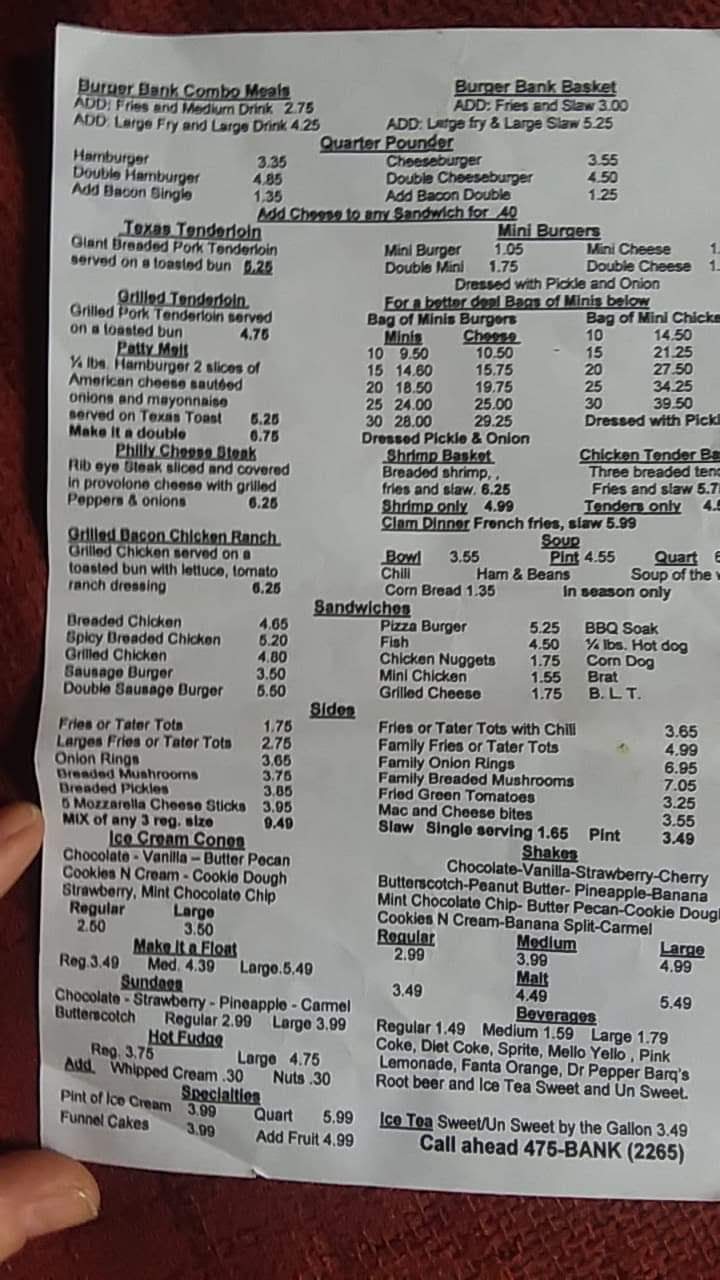 Burger Bank Combo Meals
ADD: Fries and Medium Drink 2.75
ADD: Large Fry and Large Drink 4.25
Burger Bank Basket
ADD: Fries and Slaw 3.00
ADD: Large fry & Large Slaw 5.25
Quarter Pounder
Hamburger 3.35
Double Hamburger 4.85
Add Bacon Single 1.35
Cheeseburger 3.55
Double Cheeseburger 4.50
Add Bacon Double 1.25
Add Cheese to any Sandwich for .40
Texas Tenderloin
Giant Breaded Pork Tenderloin
served on a toasted bun 5.25
Mini Burgers
Mini Burger 1.05 Mini Cheese 1.
Double Mini 1.75 Double Cheese 1.
Dressed with Pickle and Onion
For a better deal Bags of Minis below
Grilled Tenderloin
Grilled Pork Tenderloin served
on a toasted bun 4.75
Patty Melt
¼ lbs. Hamburger 2 slices of
American cheese sautéed
onions and mayonnaise
served on Texas Toast 5.25
Make it a double 6.75
Bag of Minis Burgers
Minis Cheese
10 9.50 10.50
15 14.60 15.75
20 18.50 19.75
25 24.00 25.00
30 28.00 29.25
Dressed Pickle & Onion
Bag of Mini Chicke
10 14.50
15 21.25
20 27.50
25 34.25
30 39.50
Dressed with Pickl
Philly Cheese Steak
Rib eye Steak sliced and covered
in provolone cheese with grilled
Peppers & onions 6.25
Shrimp Basket
Breaded shrimp, ,
fries and slaw. 6.25
Shrimp only 4.99
Chicken Tender Ba
Three breaded tend
Fries and slaw 5.7
Tenders only 4.
Clam Dinner French fries, slaw 5.99
Grilled Bacon Chicken Ranch
Grilled Chicken served on a
toasted bun with lettuce, tomato
ranch dressing 6.25
Soup
Bowl 3.55 Pint 4.55 Quart
Chili Ham & Beans Soup of the
Corn Bread 1.35 In season only
Sandwiches
Breaded Chicken 4.65
Spicy Breaded Chicken 5.20
Grilled Chicken 4.80
Sausage Burger 3.50
Double Sausage Burger 5.50
Pizza Burger 5.25
Fish 4.50
Chicken Nuggets 1.75
Mini Chicken 1.55
Grilled Cheese 1.75
BBQ Soak
¼ lbs. Hot dog
Corn Dog
Brat
B. L. T.
Sides
Fries or Tater Tots 1.75
Larges Fries or Tater Tots 2.75
Onion Rings 3.65
Breaded Mushrooms 3.75
Breaded Pickles 3.85
5 Mozzarella Cheese Sticks 3.95
MIX of any 3 reg. size 9.49
Fries or Tater Tots with Chili 3.65
Family Fries or Tater Tots 4.99
Family Onion Rings 6.95
Family Breaded Mushrooms 7.05
Fried Green Tomatoes 3.25
Mac and Cheese bites 3.55
Slaw Single serving 1.65 Pint 3.49
Ice Cream Cones
Chocolate - Vanilla – Butter Pecan
Cookies N Cream - Cookie Dough
Strawberry, Mint Chocolate Chip
Regular Large
2.50 3.50
Make it a Float
Reg.3.49 Med. 4.39 Large.5.49
Sundaes
Chocolate - Strawberry - Pineapple - Carmel
Butterscotch Regular 2.99 Large 3.99
Hot Fudge
Reg. 3.75 Large 4.75
Add. Whipped Cream .30 Nuts .30
Specialties
Pint of Ice Cream 3.99 Quart 5.99
Funnel Cakes 3.99 Add Fruit 4.99
Shakes
Chocolate-Vanilla-Strawberry-Cherry
Butterscotch-Peanut Butter- Pineapple-Banana
Mint Chocolate Chip- Butter Pecan-Cookie Dough
Cookies N Cream-Banana Split-Carmel
Regular Medium Large
2.99 3.99 4.99
Malt
3.49 4.49 5.49
Beverages
Regular 1.49 Medium 1.59 Large 1.79
Coke, Diet Coke, Sprite, Mello Yello , Pink
Lemonade, Fanta Orange, Dr Pepper Barq's
Root beer and Ice Tea Sweet and Un Sweet.
Ice Tea Sweet/Un Sweet by the Gallon 3.49
Call ahead 475-BANK (2265)